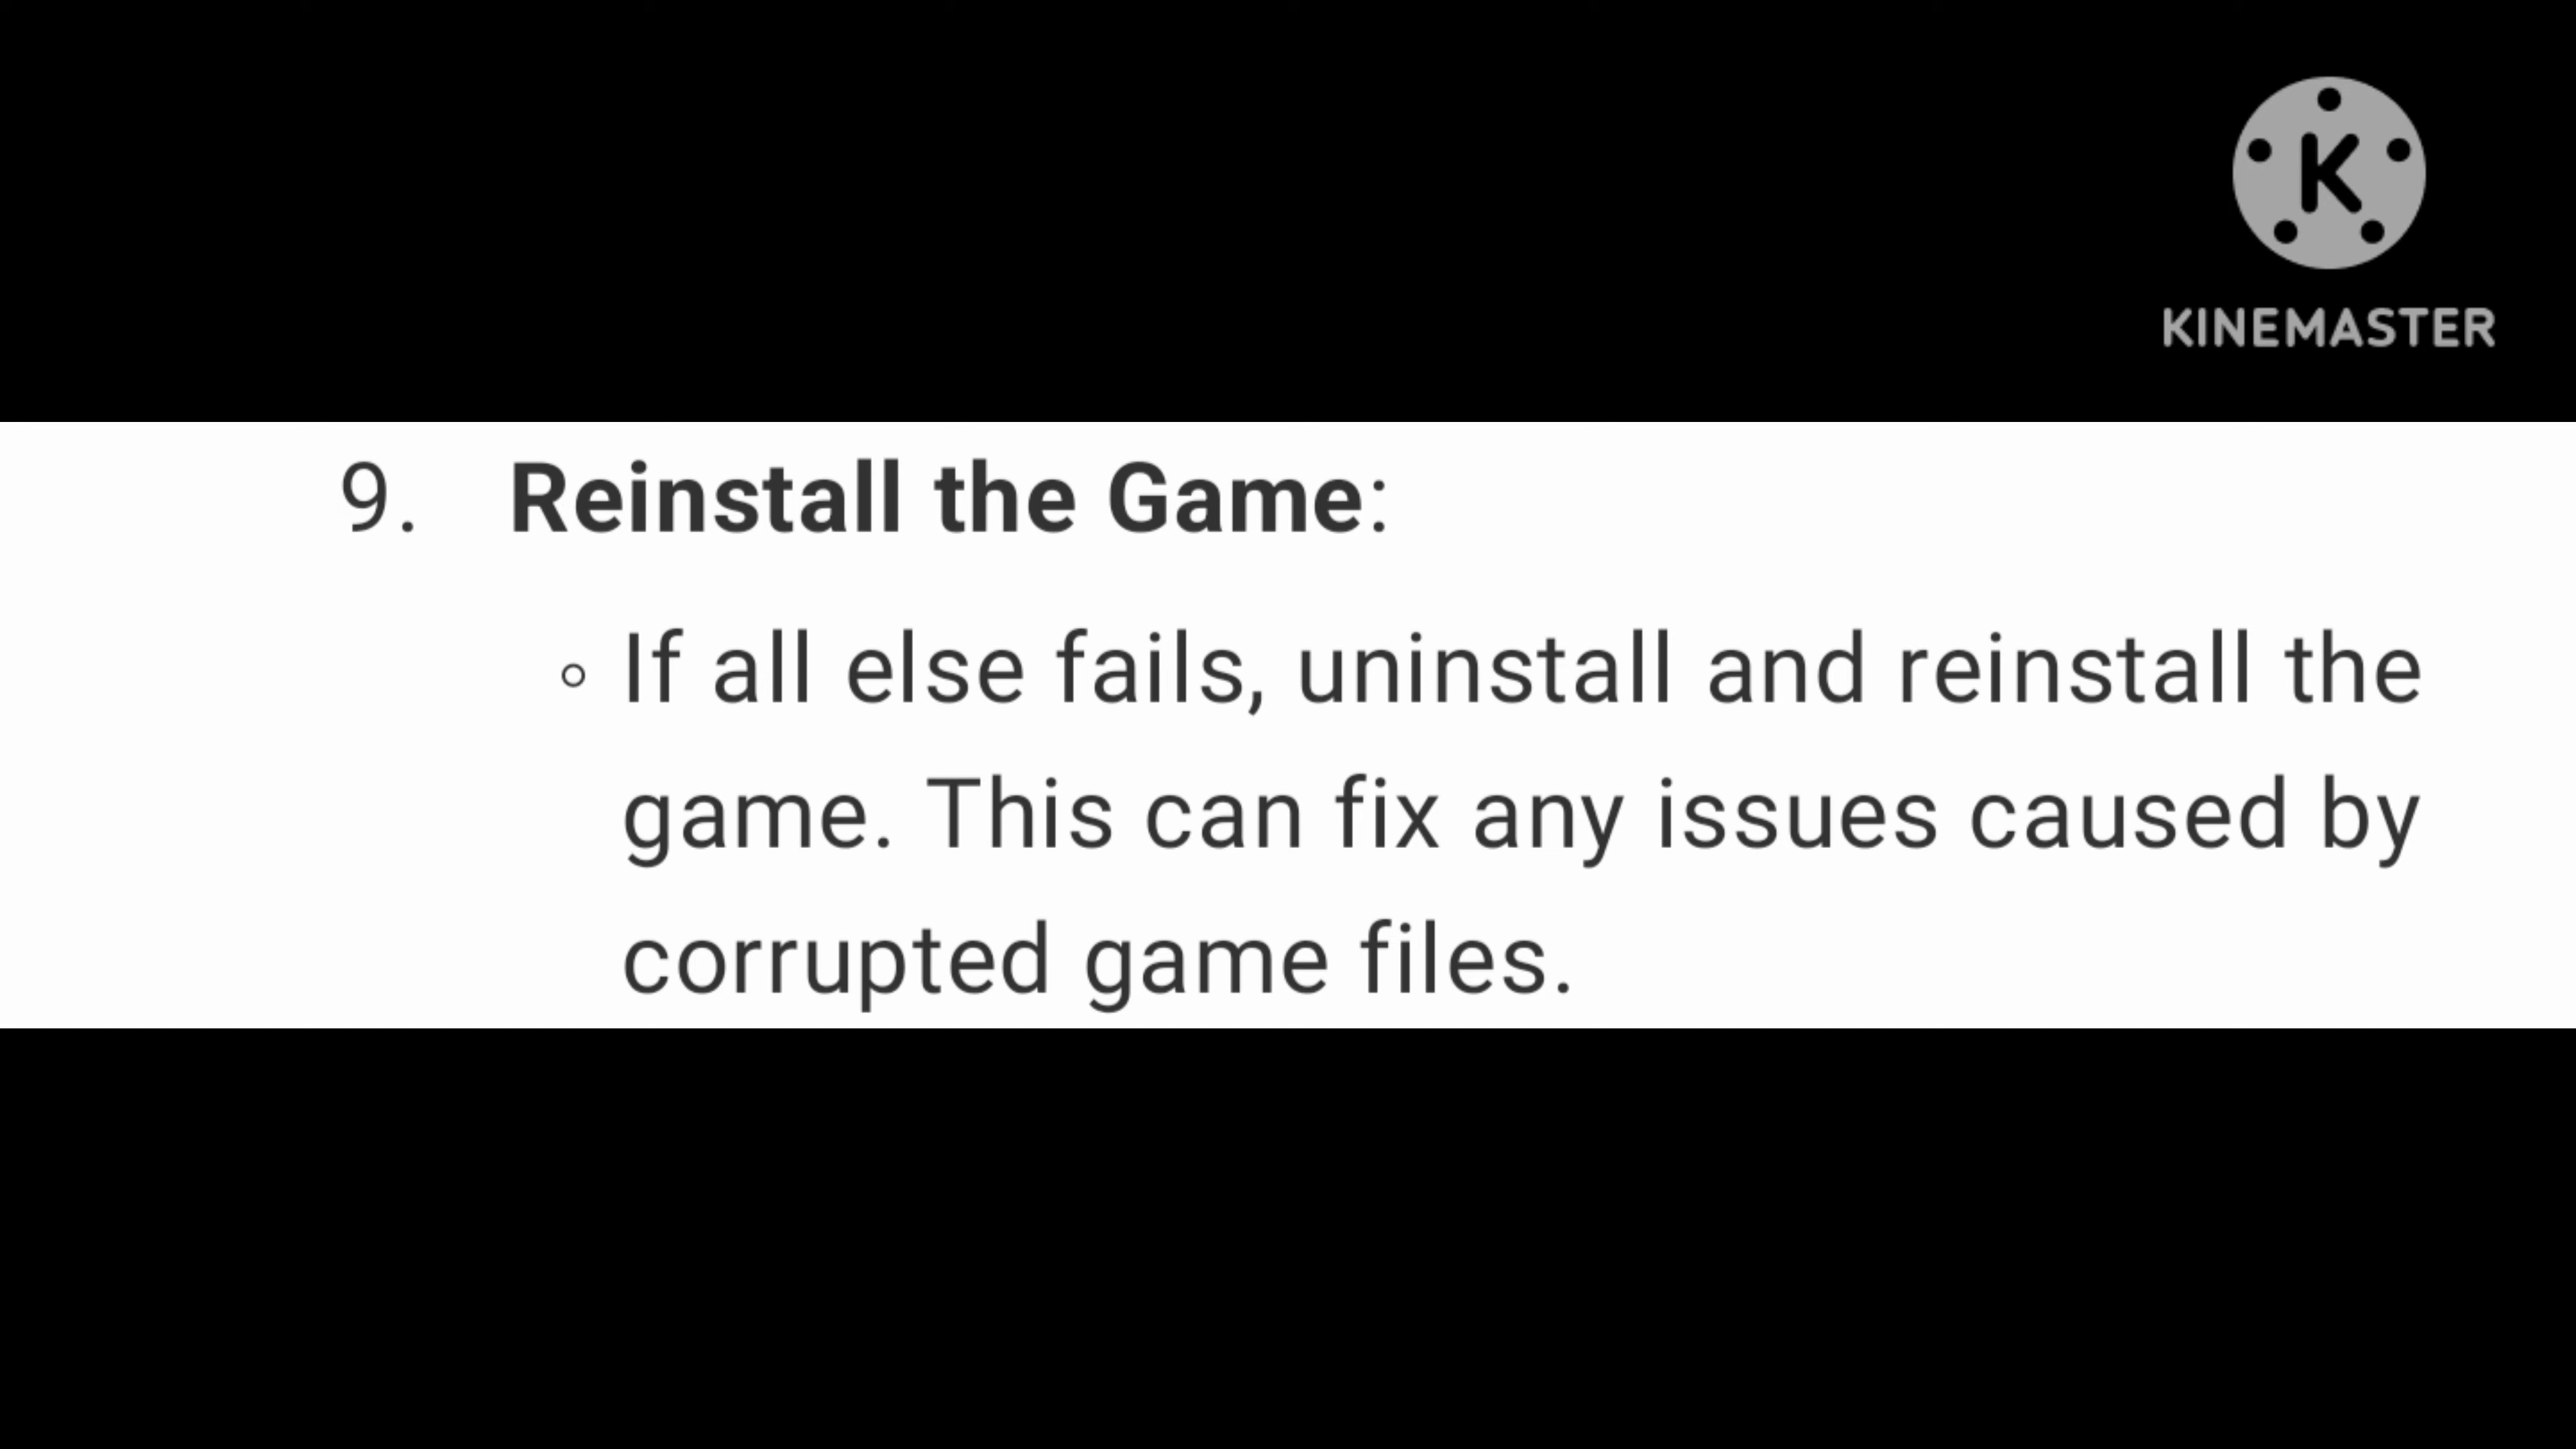 K
KINEMASTER
9. Reinstall the Game:
◦ If all else fails, uninstall and reinstall the
game. This can fix any issues caused by
corrupted game files.